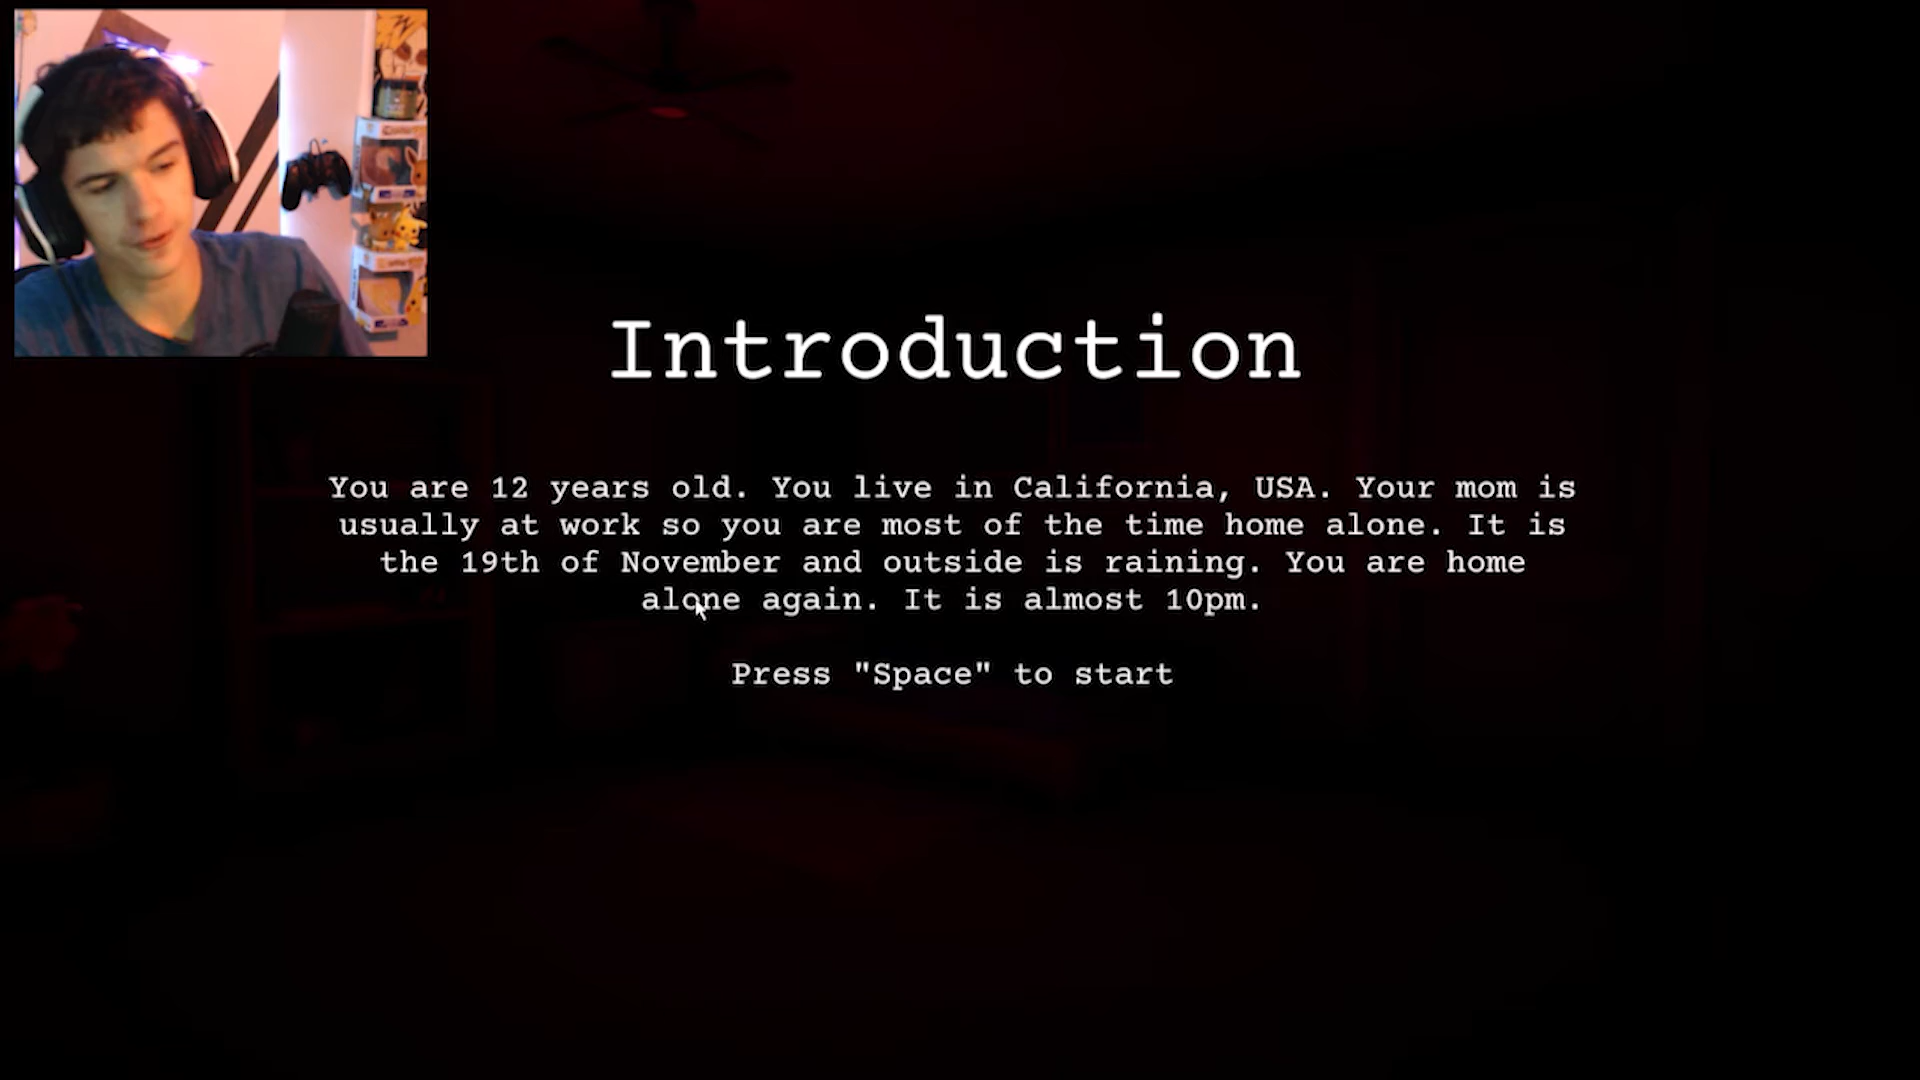 Introduction
You are 12 years old. You live in California, USA. Your mom is
usually at work so you are most of the time home alone. It is
the 19th of November and outside is raining. You are home
alone again. It is almost 10pm.
Press "Space" to start